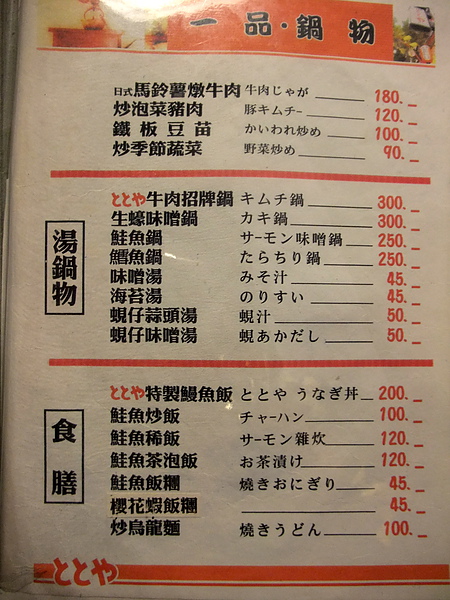 一品·鍋物
日式馬鈴薯燉牛肉 牛肉じゃが 180.
炒泡菜豬肉 豚キムチー 120.
鐵板豆苗 かいわれ炒め 100.
炒季節蔬菜 野菜炒め 90.
湯鍋物
ととや牛肉招牌鍋 キムチ鍋 300.
生蠔味噌鍋 カキ鍋 300.
鮭魚鍋 サーモン味噌鍋 250.
鱈魚鍋 たらちり鍋 250.
味噌湯 みそ汁 45.
海苔湯 のりすい 45.
蜆仔蒜頭湯 蜆汁 50.
蜆仔味噌湯 蜆あかだし 50.
食膳
ととや特製鰻魚飯 ととや うなぎ丼 200.
鮭魚炒飯 チャーハン 100.
鮭魚稀飯 サーモン雜炊 120.
鮭魚茶泡飯 お茶漬け 120.
鮭魚飯糰 燒きおにぎり 45.
櫻花蝦飯糰 45.
炒烏龍麵 燒きうどん 100.
ととや